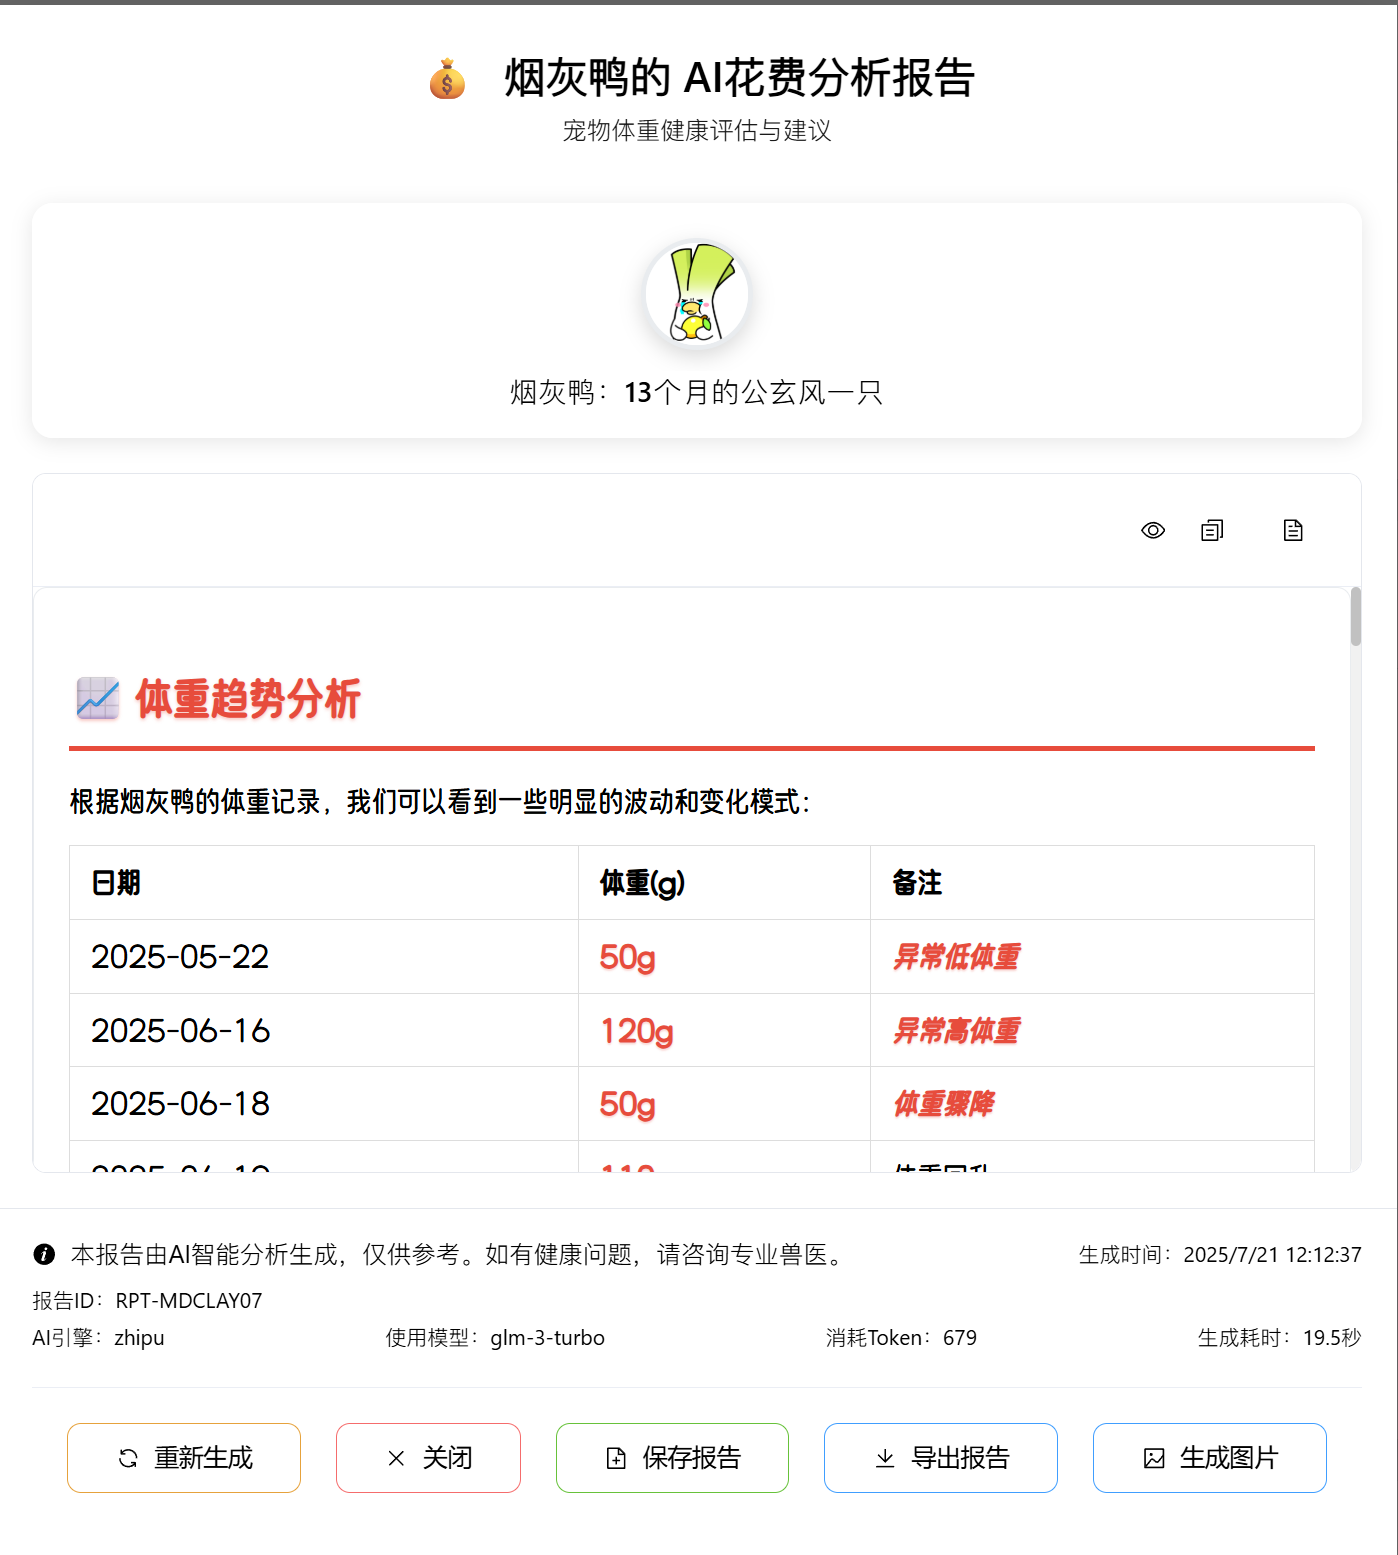 烟灰鸭的 AI花费分析报告
宠物体重健康评估与建议
烟灰鸭：13个月的公玄风一只
体重趋势分析
根据烟灰鸭的体重记录，我们可以看到一些明显的波动和变化模式：
日期 体重(g) 备注
2025-05-22 50g 异常低体重
2025-06-16 120g 异常高体重
2025-06-18 50g 体重骤降
本报告由AI智能分析生成，仅供参考。如有健康问题，请咨询专业兽医。 生成时间：2025/7/21 12:12:37
报告ID：RPT-MDCLAY07
AI引擎：zhipu 使用模型：glm-3-turbo 消耗Token：679 生成耗时：19.5秒
重新生成 关闭 保存报告 导出报告 生成图片